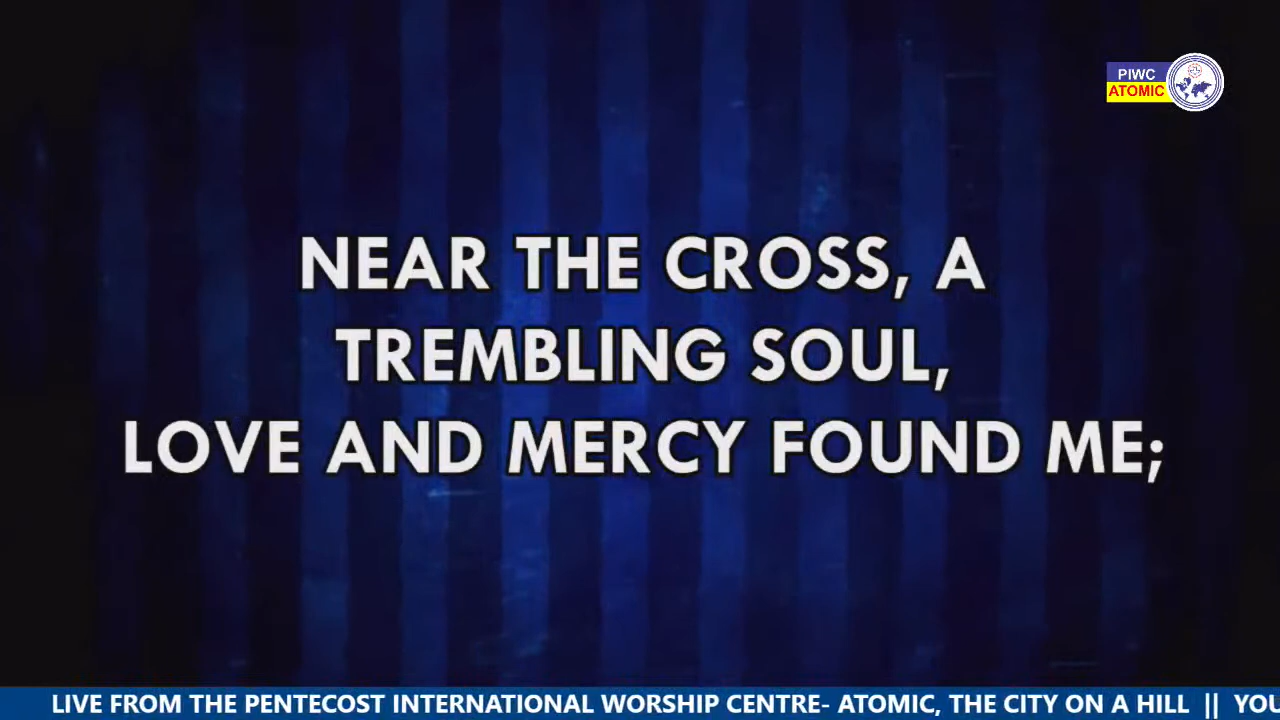 PIWC
ATOMIC
NEAR THE CROSS, A
TREMBLING SOUL,
LOVE AND MERCY FOUND ME;
LIVE FROM THE PENTECOST INTERNATIONAL WORSHIP CENTRE- ATOMIC, THE CITY ON A HILL || YOU